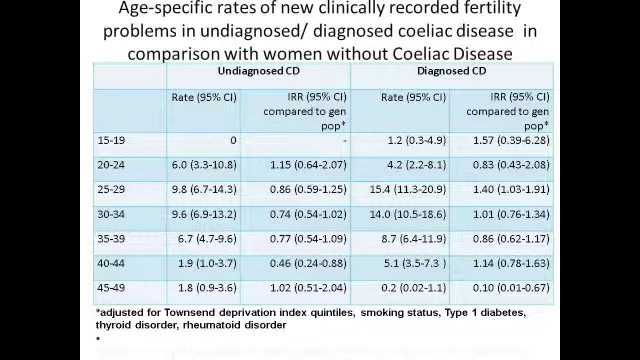 Age-specific rates of new clinically recorded fertility
problems in undiagnosed/ diagnosed coeliac disease in
comparison with women without Coeliac Disease
Undiagnosed CD Diagnosed CD
Rate (95% CI) IRR (95% CI) compared to gen pop* Rate (95% CI) IRR (95% CI) compared to gen pop*
15-19 0 - 1.2 (0.3-4.9) 1.57 (0.39-6.28)
20-24 6.0 (3.3-10.8) 1.15 (0.64-2.07) 4.2 (2.2-8.1) 0.83 (0.43-2.08)
25-29 9.8 (6.7-14.3) 0.86 (0.59-1.25) 15.4 (11.3-20.9) 1.40 (1.03-1.91)
30-34 9.6 (6.9-13.2) 0.74 (0.54-1.02) 14.0 (10.5-18.6) 1.01 (0.76-1.34)
35-39 6.7 (4.7-9.6) 0.77 (0.54-1.09) 8.7 (6.4-11.9) 0.86 (0.62-1.17)
40-44 1.9 (1.0-3.7) 0.46 (0.24-0.88) 5.1 (3.5-7.3 ) 1.14 (0.78-1.63)
45-49 1.8 (0.9-3.6) 1.02 (0.51-2.04) 0.2 (0.02-1.1) 0.10 (0.01-0.67)
*adjusted for Townsend deprivation index quintiles, smoking status, Type 1 diabetes,
thyroid disorder, rheumatoid disorder